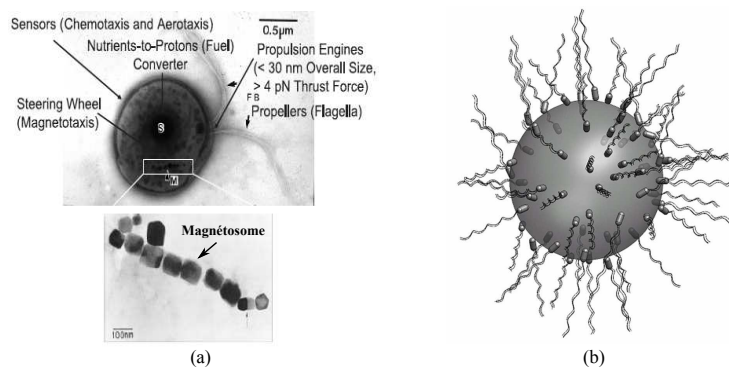 Sensors (Chemotaxis and Aerotaxis)
0.5μm
Nutrients-to-Protons (Fuel)
Converter
Propulsion Engines
(< 30 nm Overall Size,
> 4 pN Thrust Force)
F B
Propellers (Flagella)
Steering Wheel
(Magnetotaxis)
S
M
Magnétosome
100nm
(a)
(b)